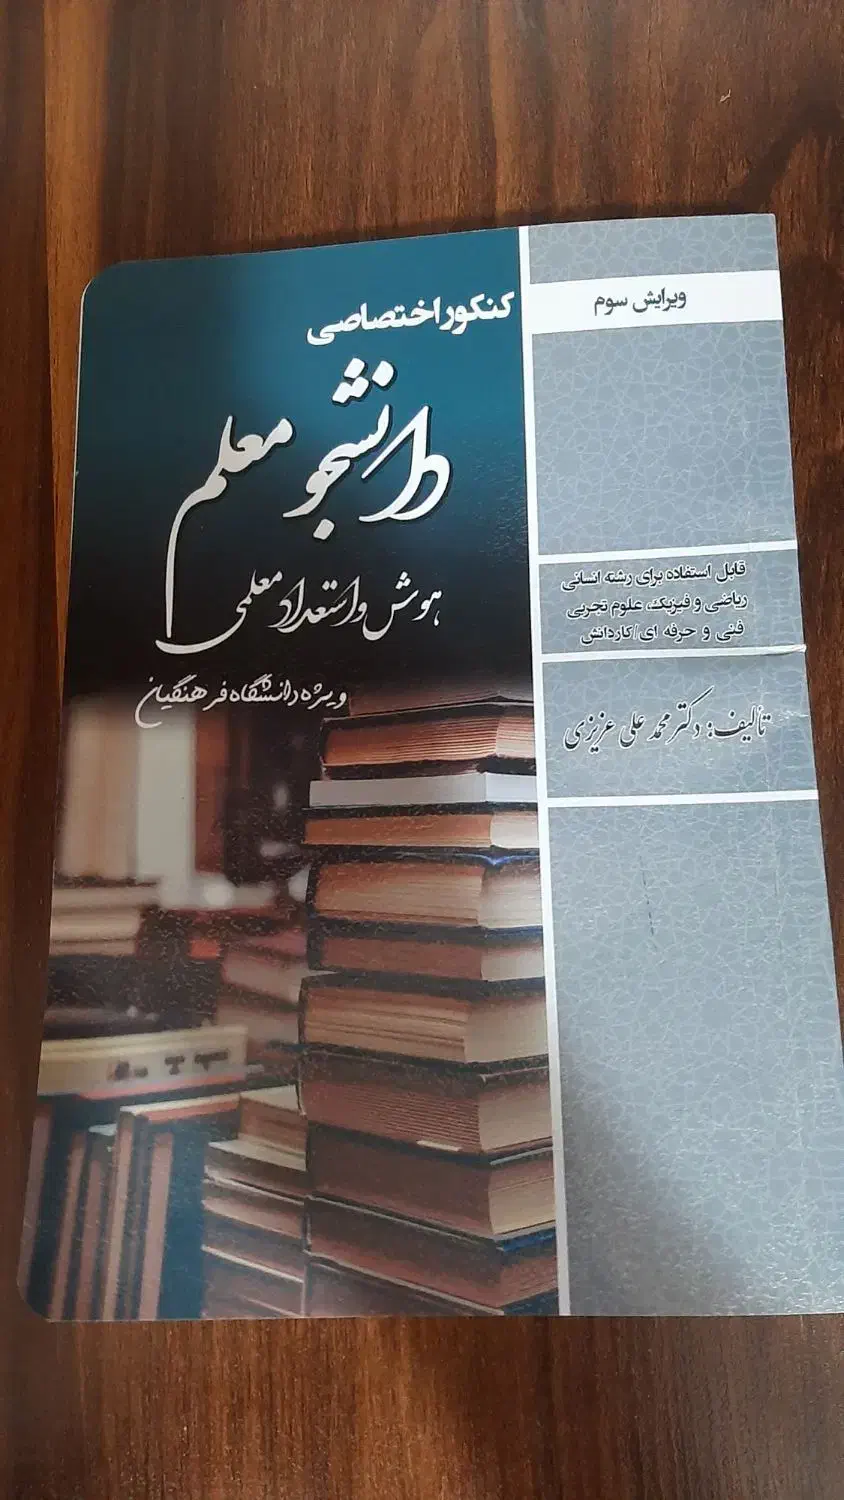 ویرایش سوم
کنکور اختصاصی
دانشجو معلم
هوش و استعداد معلمی
ویژه دانشگاه فرهنگیان
قابل استفاده برای رشته انسانی
ریاضی و فیزیک، علوم تجربی
فنی و حرفه ای/کاردانش
تألیف: دکتر محمد علی عزیزی